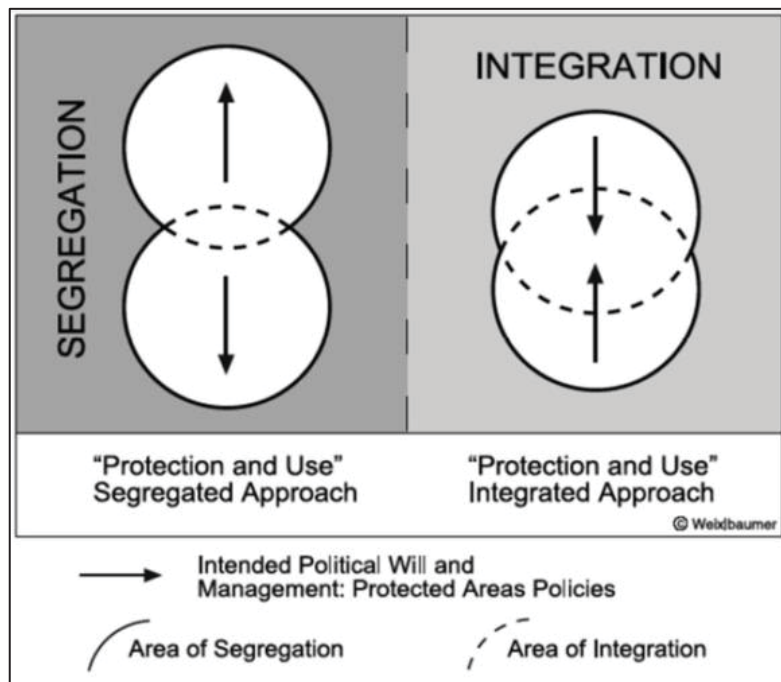 SEGREGATION
INTEGRATION
“Protection and Use”
Segregated Approach
“Protection and Use”
Integrated Approach
© Weixlbaumer
Intended Political Will and
Management: Protected Areas Policies
Area of Segregation
Area of Integration